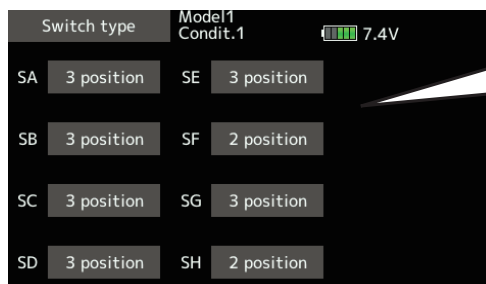 Switch type
Model1
Condit.1
7.4V
SA 3 position SE 3 position
SB 3 position SF 2 position
SC 3 position SG 3 position
SD 3 position SH 2 position